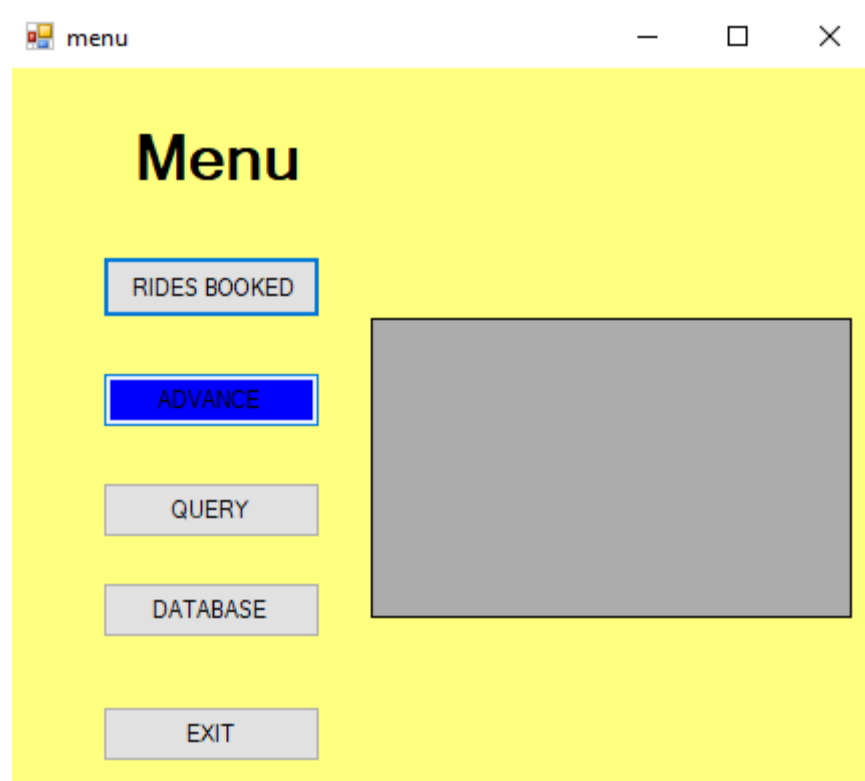 menu
Menu
RIDES BOOKED
ADVANCE
QUERY
DATABASE
EXIT